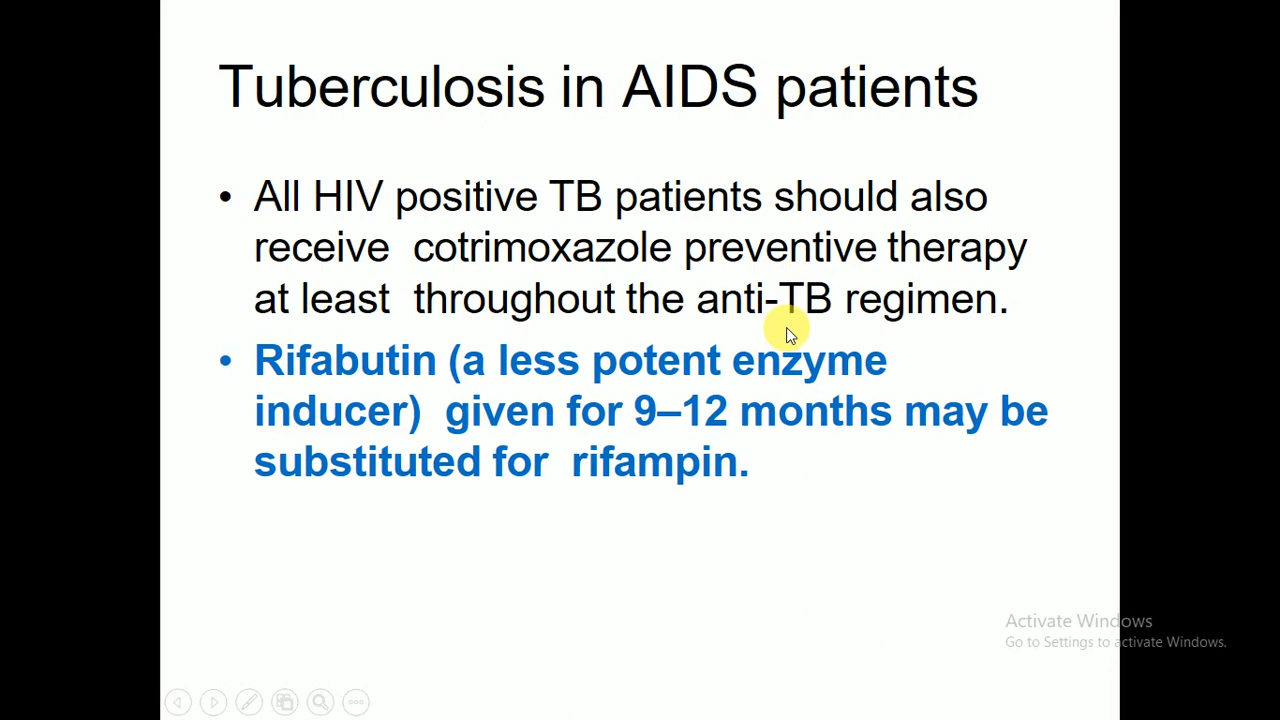 Tuberculosis in AIDS patients
• All HIV positive TB patients should also
receive cotrimoxazole preventive therapy
at least throughout the anti-TB regimen.
• Rifabutin (a less potent enzyme
inducer) given for 9–12 months may be
substituted for rifampin.
Activate Windows
Go to Settings to activate Windows.